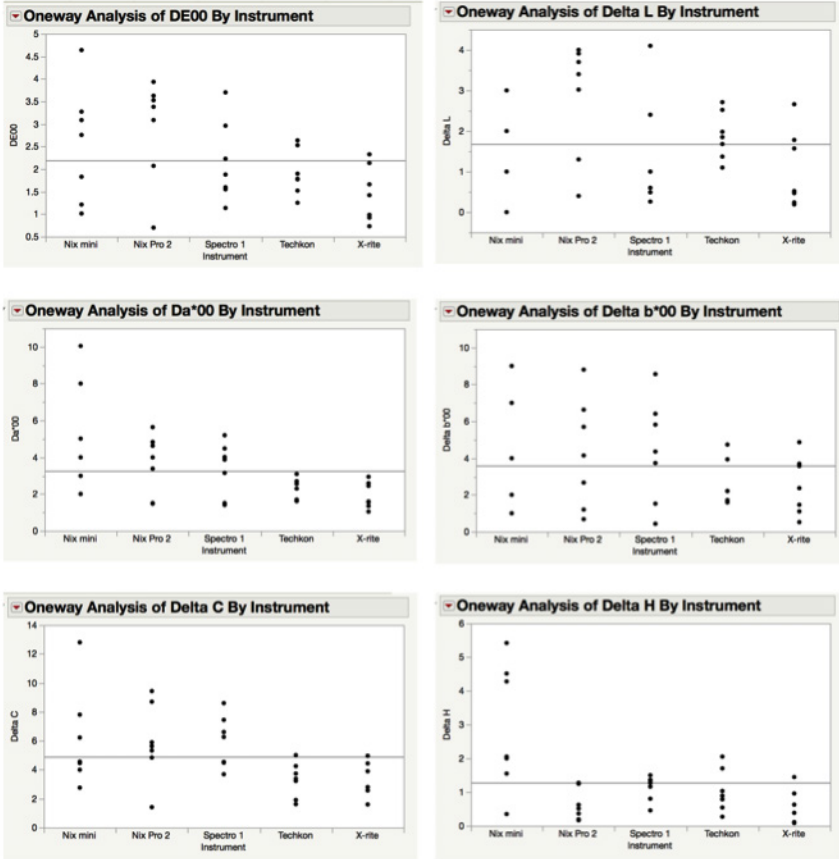 Oneway Analysis of DE00 By Instrument
5
4.5
4
3.5
3
2.5
2
1.5
1
0.5
DE00
Nix mini Nix Pro 2 Spectro 1 Techkon X-rite
Instrument
Oneway Analysis of Delta L By Instrument
4
3
2
1
0
Delta L
Nix mini Nix Pro 2 Spectro 1 Techkon X-rite
Instrument
Oneway Analysis of Da*00 By Instrument
10
8
6
4
2
0
Da*00
Nix mini Nix Pro 2 Spectro 1 Techkon X-rite
Instrument
Oneway Analysis of Delta b*00 By Instrument
10
8
6
4
2
0
Delta b*00
Nix mini Nix Pro 2 Spectro 1 Techkon X-rite
Instrument
Oneway Analysis of Delta C By Instrument
14
12
10
8
6
4
2
0
Delta C
Nix mini Nix Pro 2 Spectro 1 Techkon X-rite
Instrument
Oneway Analysis of Delta H By Instrument
6
5
4
3
2
1
0
Delta H
Nix mini Nix Pro 2 Spectro 1 Techkon X-rite
Instrument